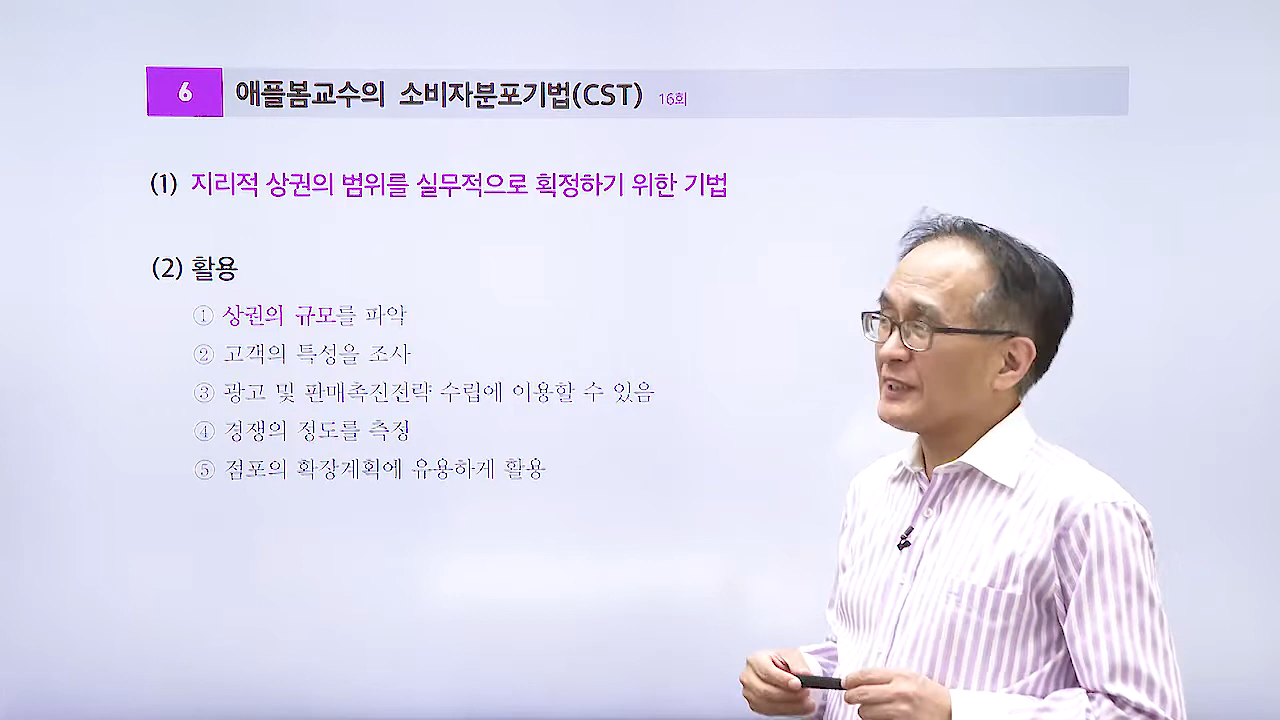 6 애플봄교수의 소비자분포기법(CST) 16회
(1) 지리적 상권의 범위를 실무적으로 획정하기 위한 기법
(2) 활용
① 상권의 규모를 파악
② 고객의 특성을 조사
③ 광고 및 판매촉진전략 수립에 이용할 수 있음
④ 경쟁의 정도를 측정
⑤ 점포의 확장계획에 유용하게 활용